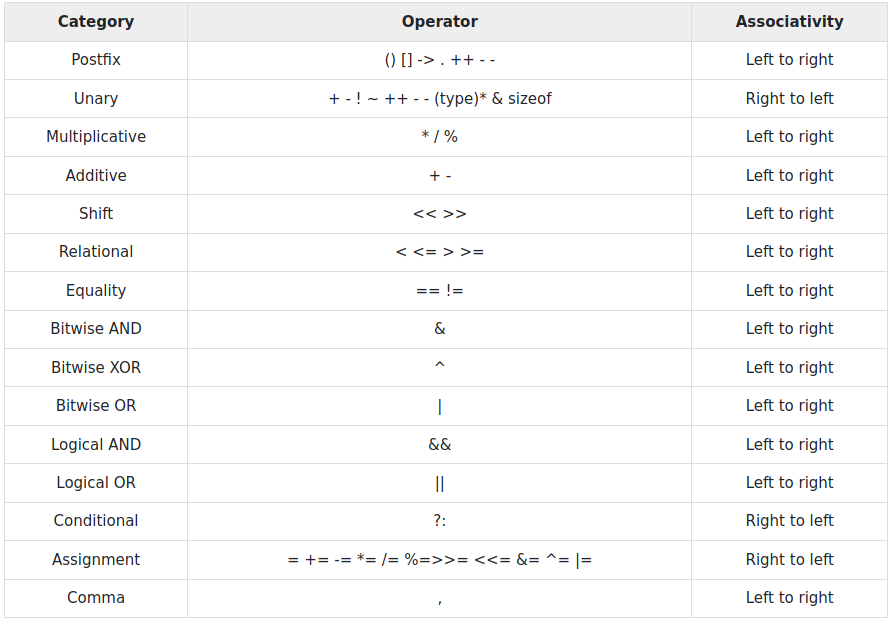 Category Operator Associativity
Postfix () [] -> . ++ - - Left to right
Unary + - ! ~ ++ - - (type)* & sizeof Right to left
Multiplicative * / % Left to right
Additive + - Left to right
Shift << >> Left to right
Relational < <= > >= Left to right
Equality == != Left to right
Bitwise AND & Left to right
Bitwise XOR ^ Left to right
Bitwise OR | Left to right
Logical AND && Left to right
Logical OR || Left to right
Conditional ?: Right to left
Assignment = += -= *= /= %=>>= <<= &= ^= |= Right to left
Comma , Left to right